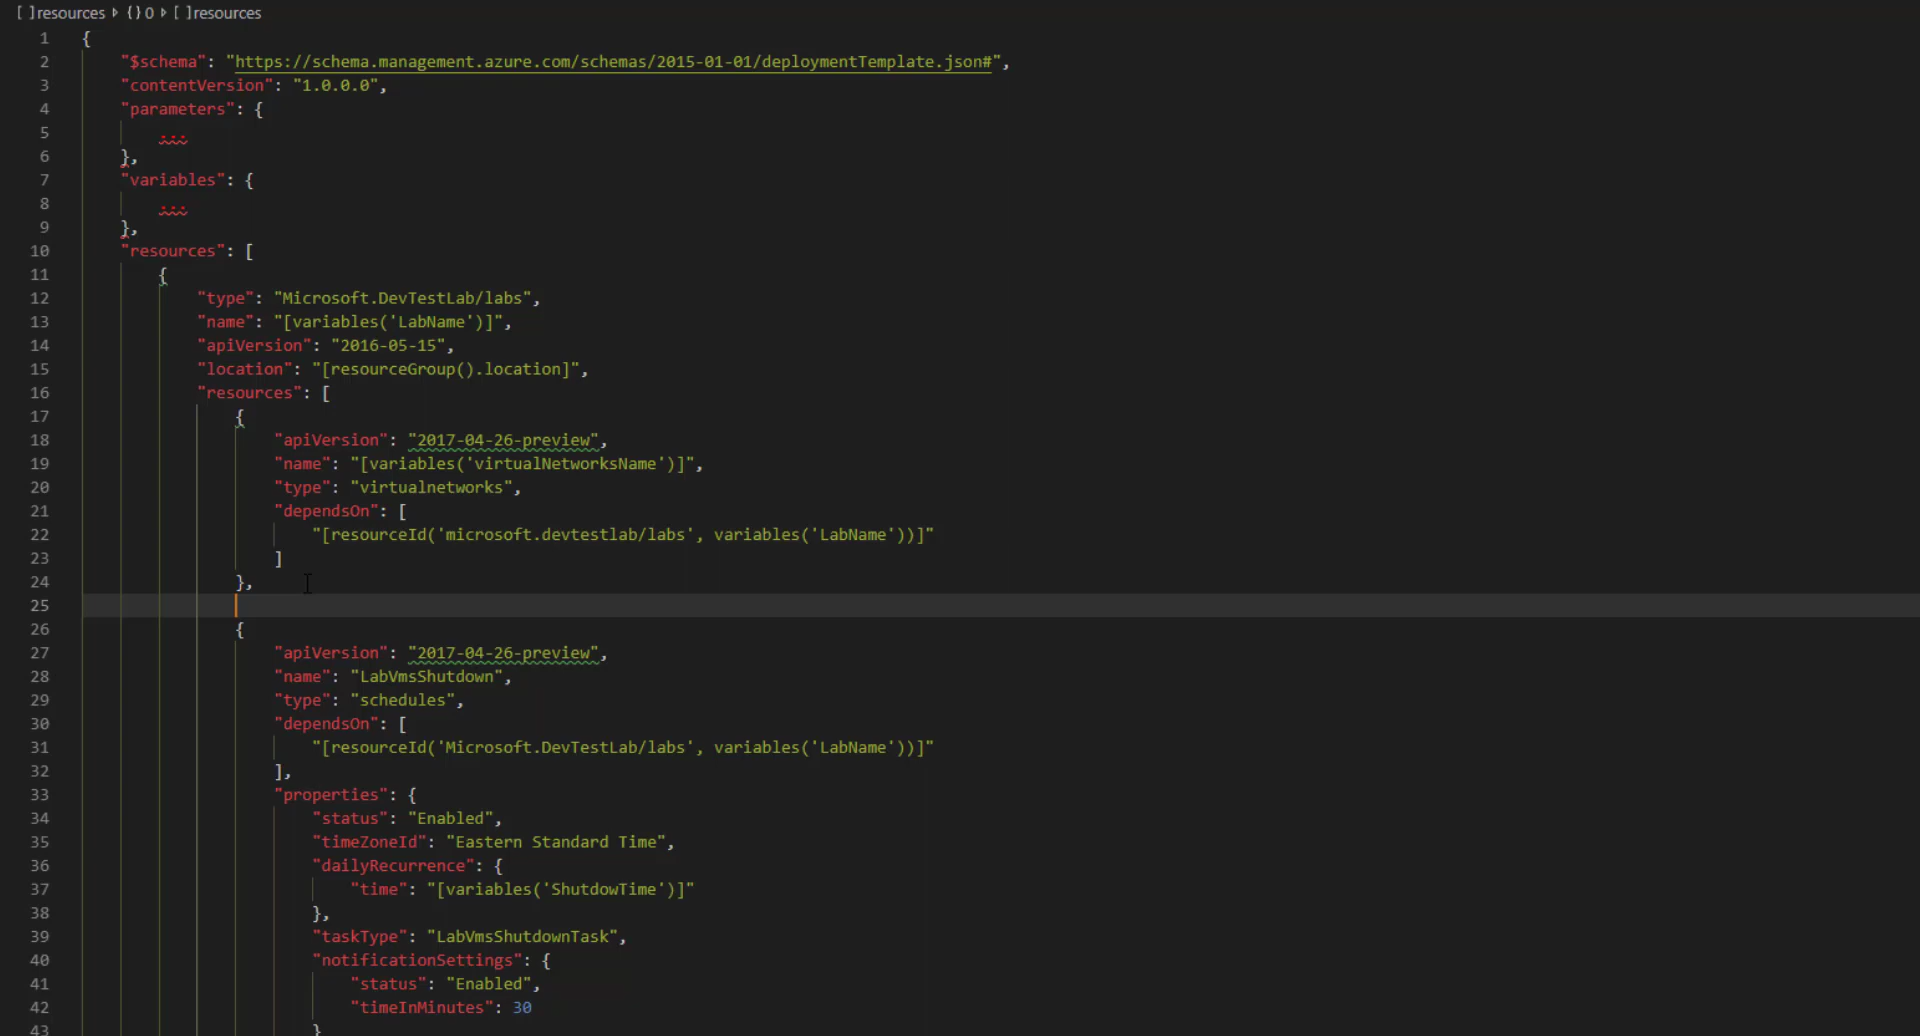 [ ]resources {}0 [ ]resources
1 {
2 "$schema": "https://schema.management.azure.com/schemas/2015-01-01/deploymentTemplate.json#",
3 "contentVersion": "1.0.0.0",
4 "parameters": {
5 ...
6 },
7 "variables": {
8 ...
9 },
10 "resources": [
11 {
12 "type": "Microsoft.DevTestLab/labs",
13 "name": "[variables('LabName')]",
14 "apiVersion": "2016-05-15",
15 "location": "[resourceGroup().location]",
16 "resources": [
17 {
18 "apiVersion": "2017-04-26-preview",
19 "name": "[variables('virtualNetworksName')]",
20 "type": "virtualnetworks",
21 "dependsOn": [
22 "[resourceId('microsoft.devtestlab/labs', variables('LabName'))]"
23 ]
24 },
25
26 {
27 "apiVersion": "2017-04-26-preview",
28 "name": "LabVmsShutdown",
29 "type": "schedules",
30 "dependsOn": [
31 "[resourceId('Microsoft.DevTestLab/labs', variables('LabName'))]"
32 ],
33 "properties": {
34 "status": "Enabled",
35 "timeZoneId": "Eastern Standard Time",
36 "dailyRecurrence": {
37 "time": "[variables('ShutdowTime')]"
38 },
39 "taskType": "LabVmsShutdownTask",
40 "notificationSettings": {
41 "status": "Enabled",
42 "timeInMinutes": 30
43 }